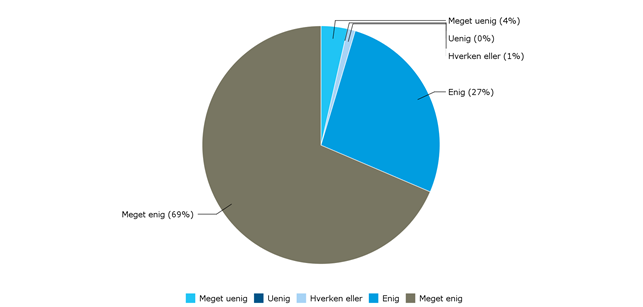 Meget uenig (4%)
Uenig (0%)
Hverken eller (1%)
Enig (27%)
Meget enig (69%)
Meget uenig Uenig Hverken eller Enig Meget enig